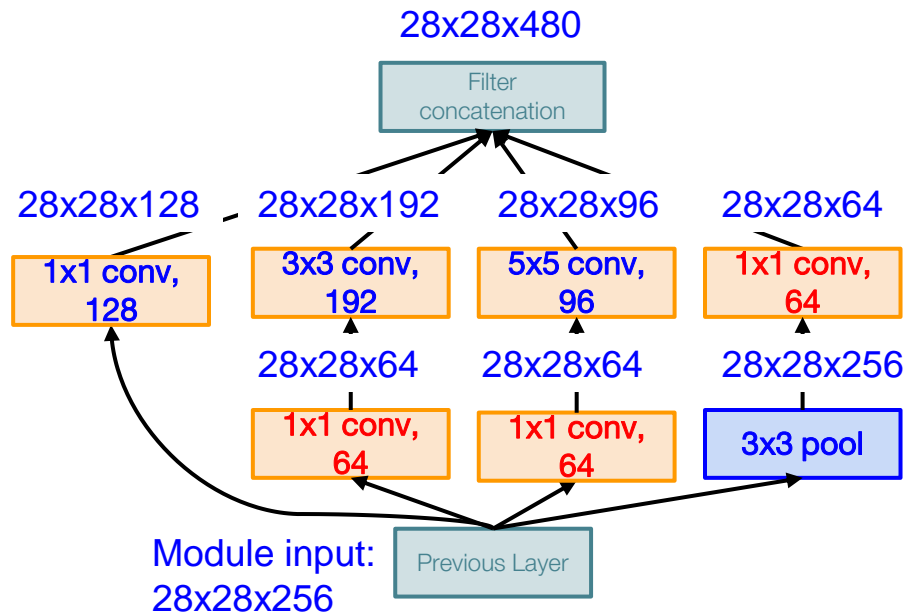 28x28x480
Filter
concatenation
28x28x128
28x28x192
28x28x96
28x28x64
1x1 conv,
128
3x3 conv,
192
5x5 conv,
96
1x1 conv,
64
28x28x64
28x28x64
28x28x256
1x1 conv,
64
1x1 conv,
64
3x3 pool
Module input:
28x28x256
Previous Layer